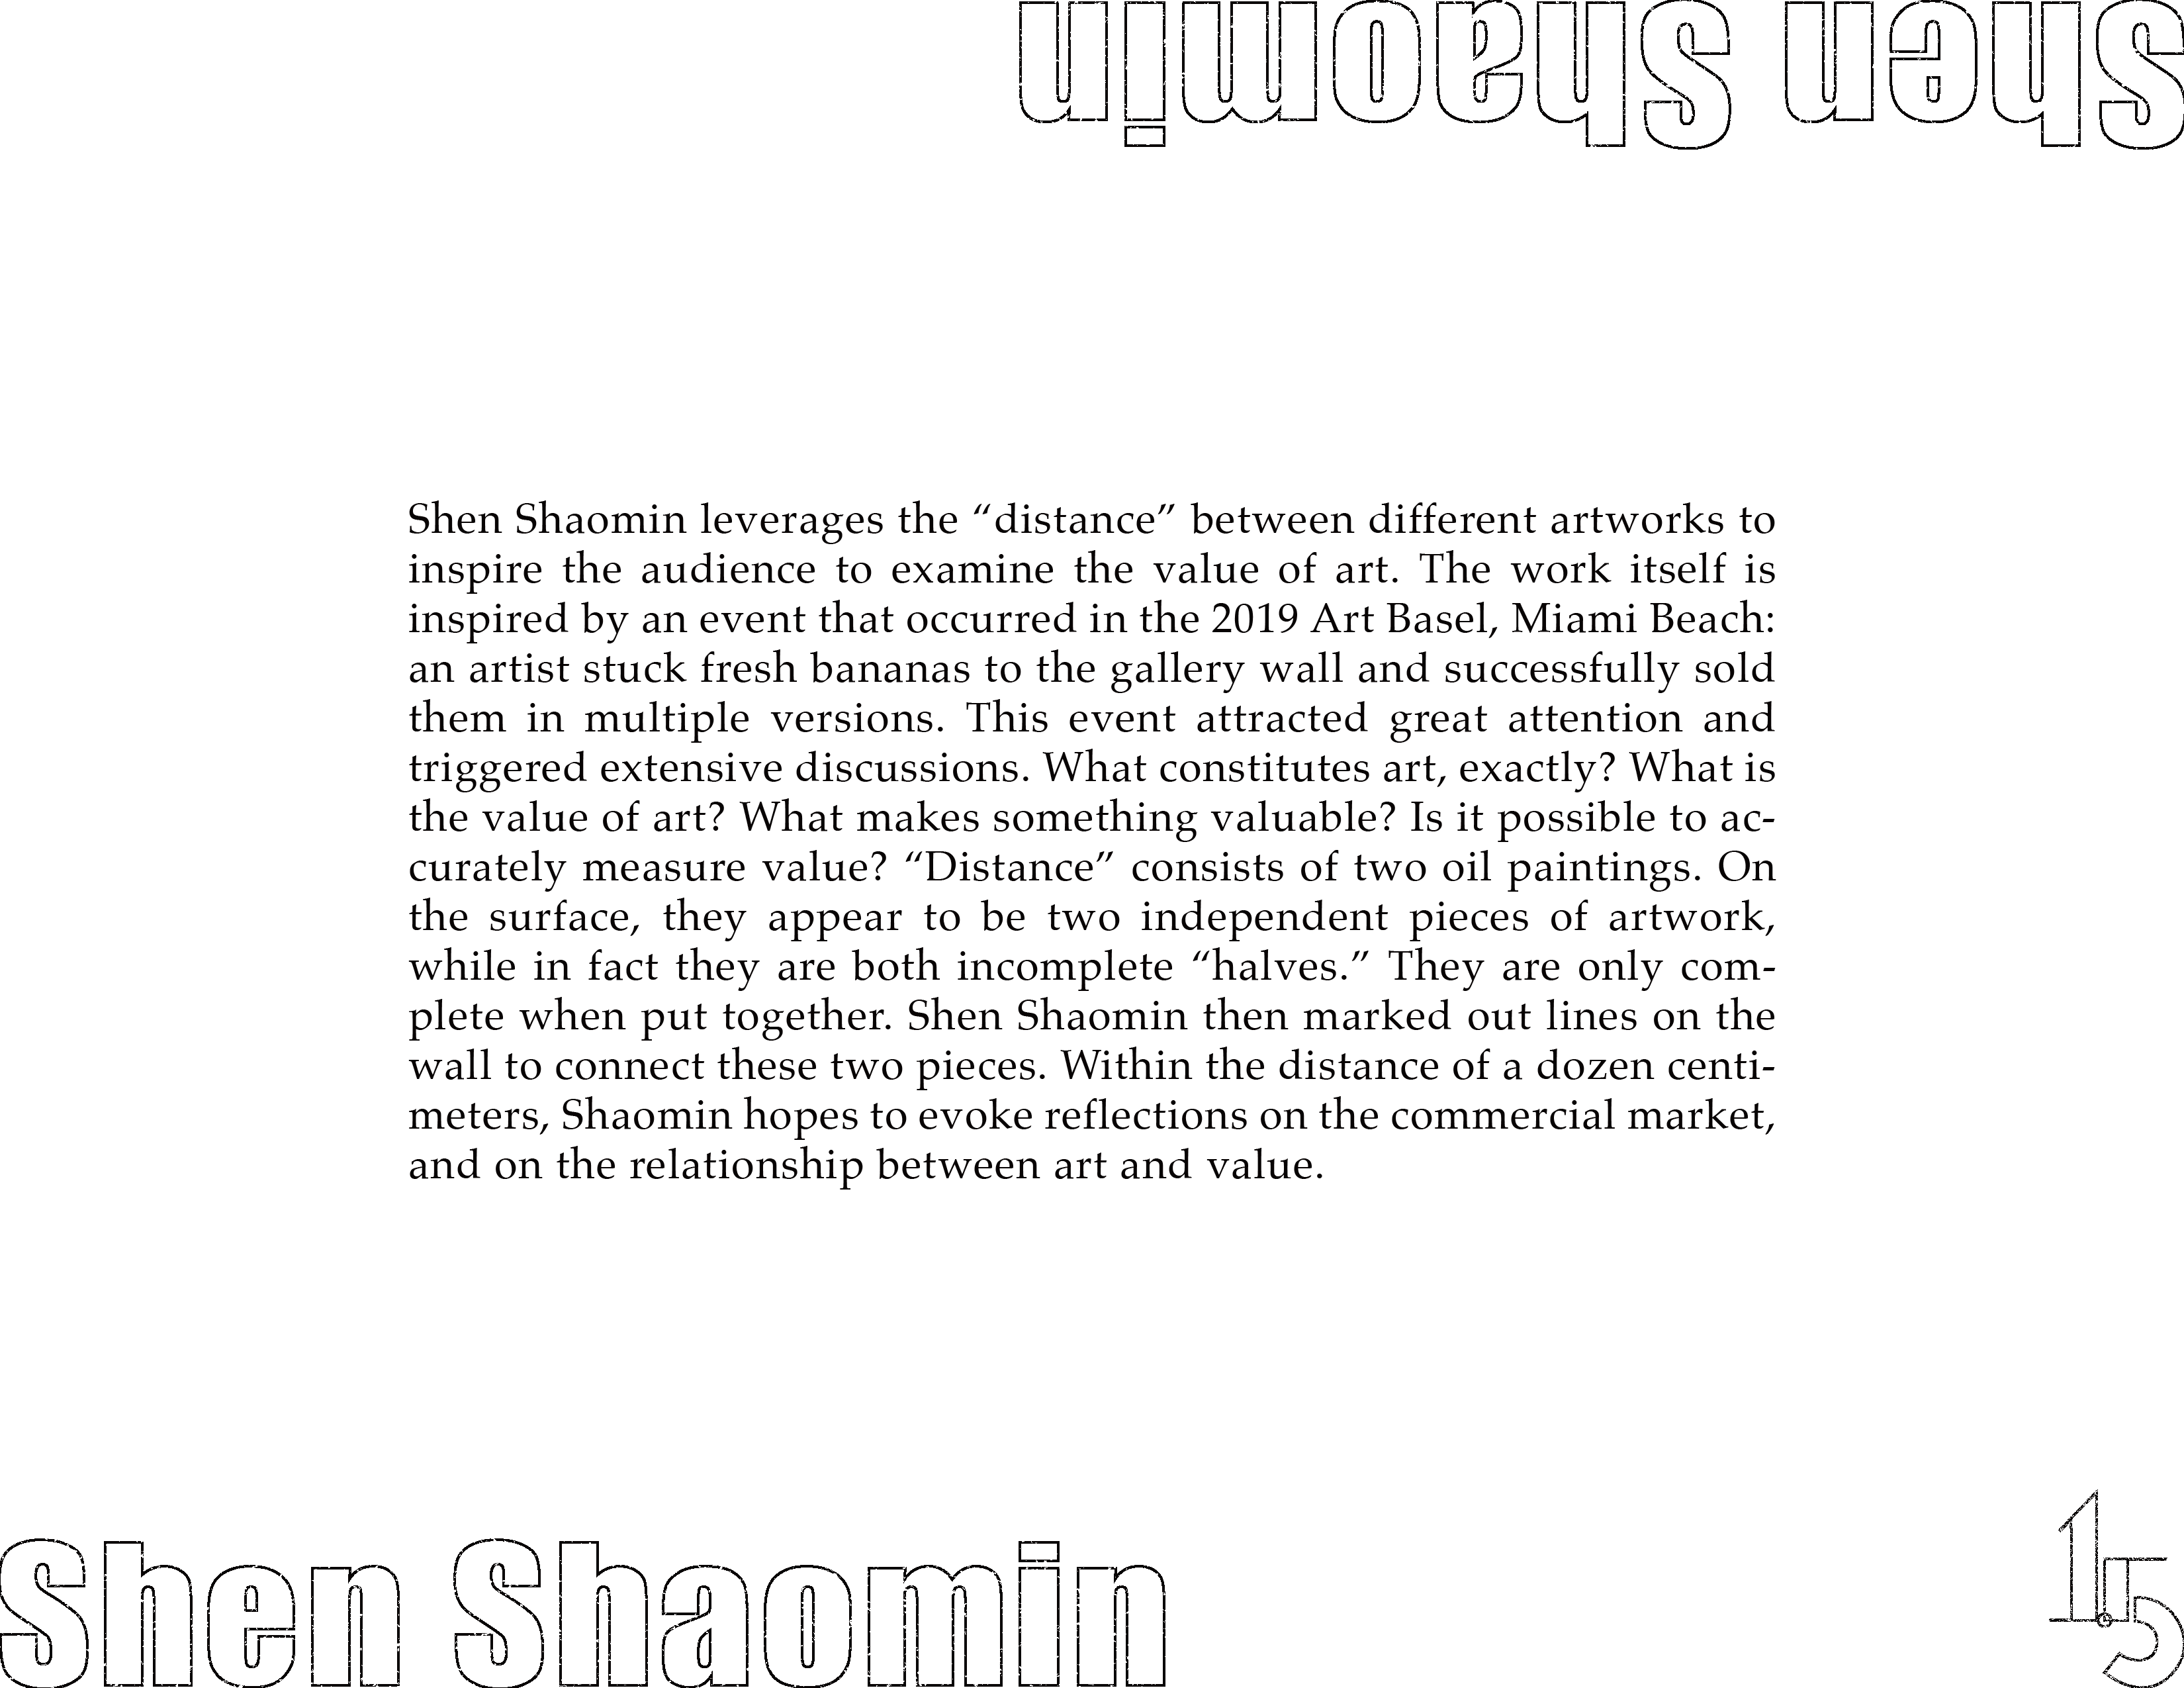 Shen Shaomin
Shen Shaomin leverages the “distance” between different artworks to
inspire the audience to examine the value of art. The work itself is
inspired by an event that occurred in the 2019 Art Basel, Miami Beach:
an artist stuck fresh bananas to the gallery wall and successfully sold
them in multiple versions. This event attracted great attention and
triggered extensive discussions. What constitutes art, exactly? What is
the value of art? What makes something valuable? Is it possible to ac-
curately measure value? “Distance” consists of two oil paintings. On
the surface, they appear to be two independent pieces of artwork,
while in fact they are both incomplete “halves.” They are only com-
plete when put together. Shen Shaomin then marked out lines on the
wall to connect these two pieces. Within the distance of a dozen centi-
meters, Shaomin hopes to evoke reflections on the commercial market,
and on the relationship between art and value.
Shen Shaomin
1.5